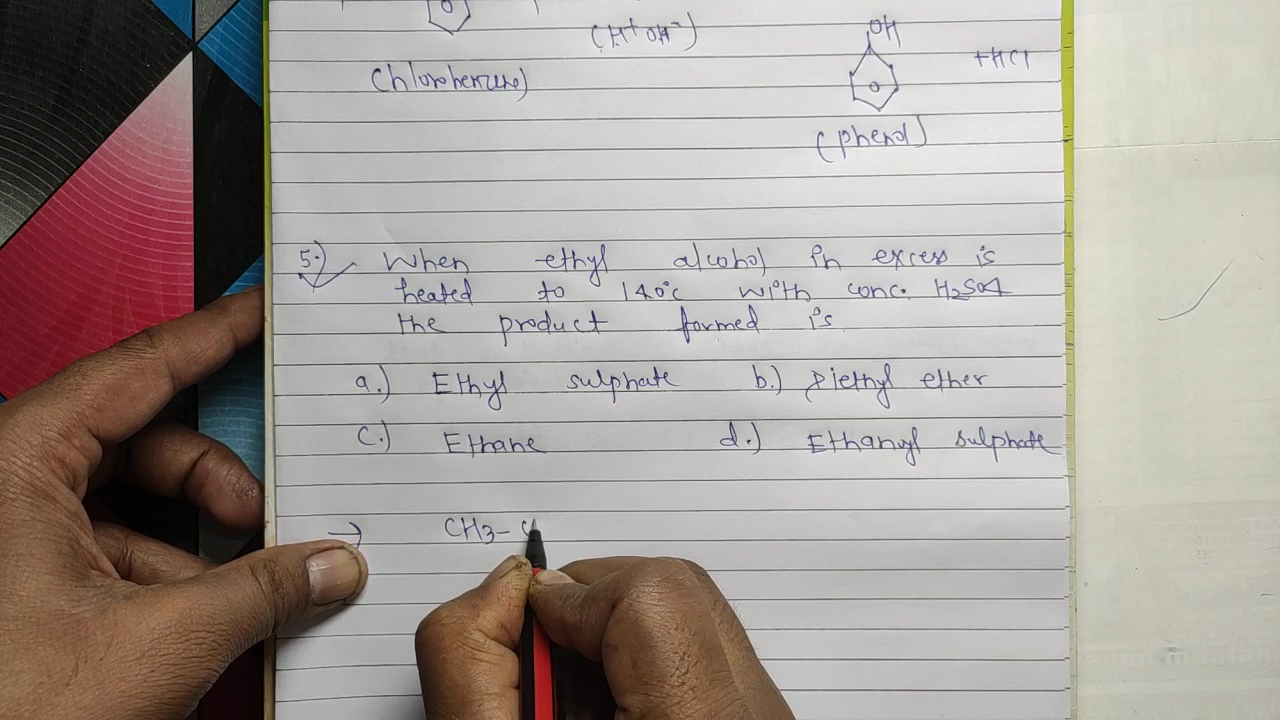 (H⁺ OH⁻)
OH
+HCl
(Chlorobenzene)
(phenol)
5.) When ethyl alcohol in excess is
heated to 140°c with conc. H2SO4
the product formed is
a.) Ethyl sulphate b.) Diethyl ether
c.) Ethane d.) Ethanyl sulphate
→ CH3-